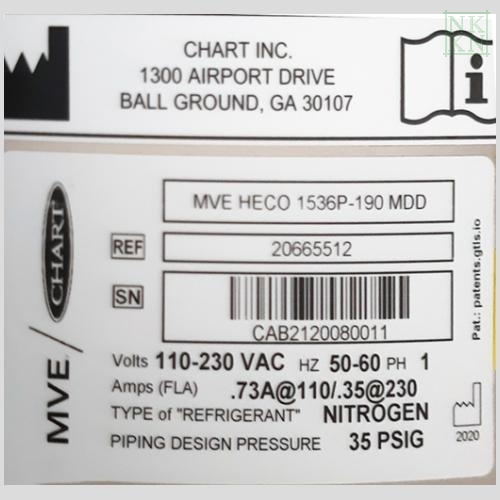 NK
KN
CHART INC.
1300 AIRPORT DRIVE
BALL GROUND, GA 30107
i
MVE / CHART
MVE HECO 1536P-190 MDD
REF 20665512
SN
CAB2120080011
Volts 110-230 VAC HZ 50-60 PH 1
Amps (FLA) .73A@110/.35@230
TYPE of "REFRIGERANT" NITROGEN
PIPING DESIGN PRESSURE 35 PSIG
2020
Pat.: patents.gtls.io